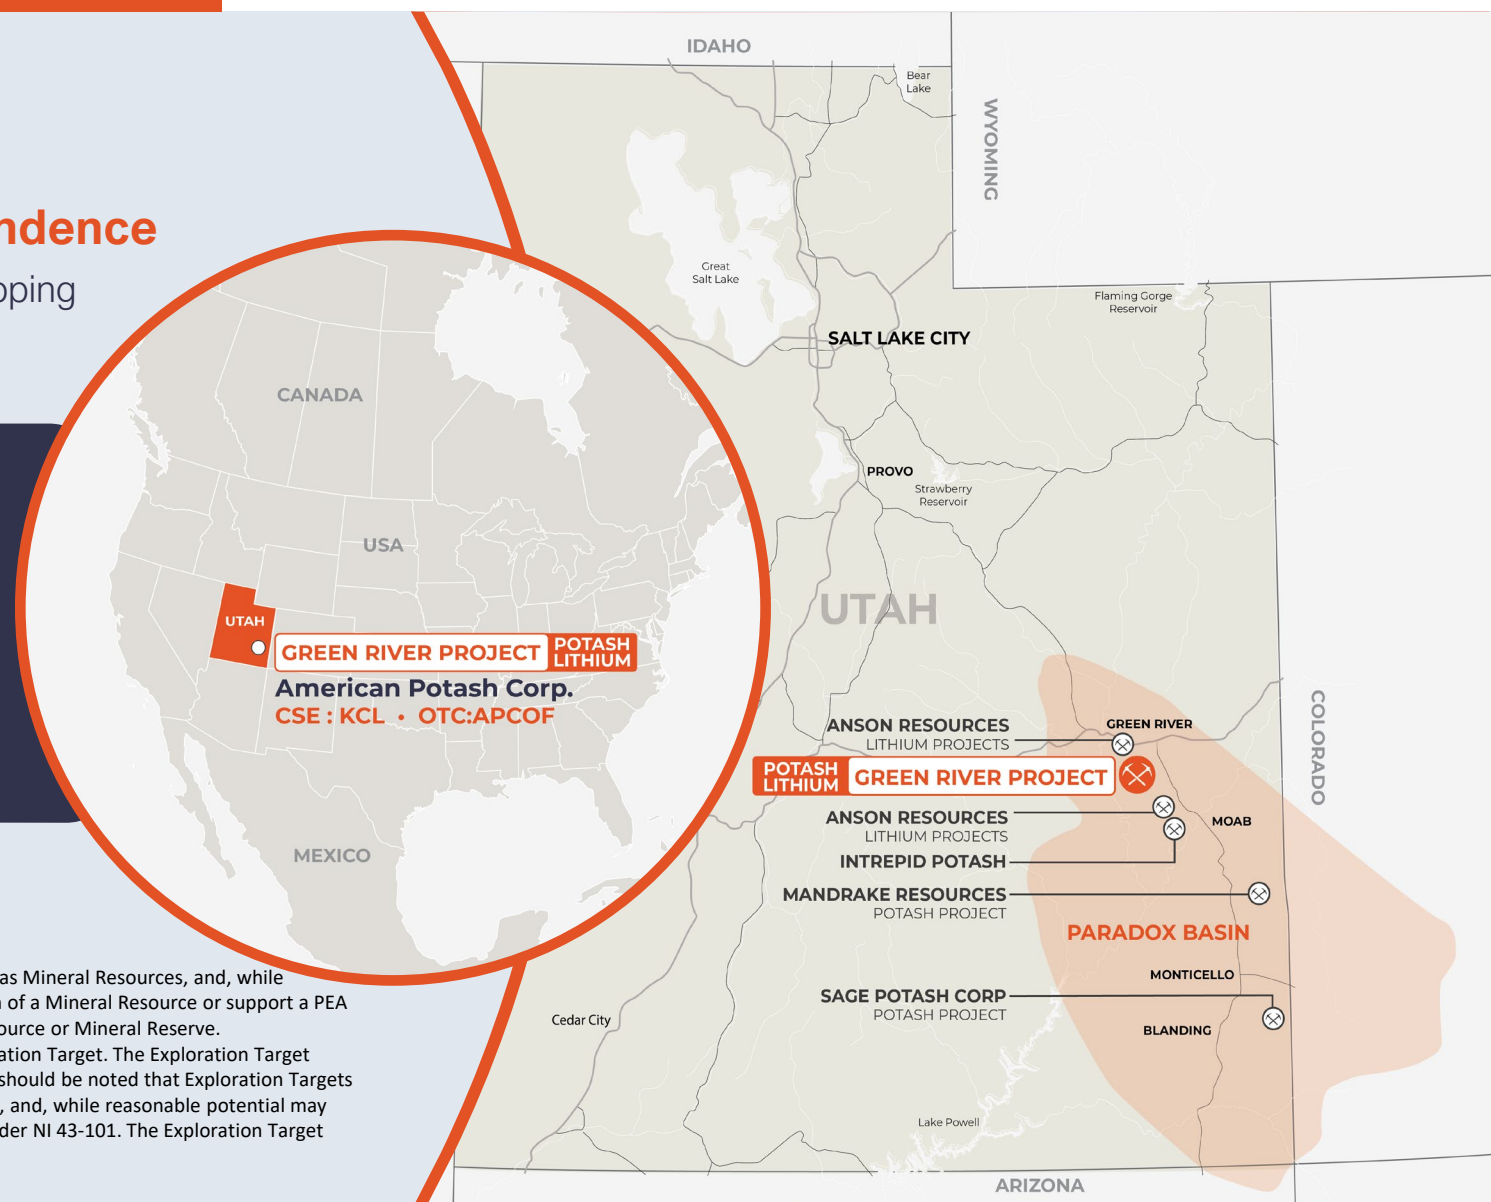 IDAHO
Bear
Lake
WYOMING
ndence
Great
Salt Lake
Flaming Gorge
Reservoir
SALT LAKE CITY
CANADA
PROVO
Strawberry
Reservoir
USA
UTAH
UTAH
GREEN RIVER PROJECT
POTASH
LITHIUM
American Potash Corp.
CSE : KCL • OTC:APCOF
COLORADO
ANSON RESOURCES
LITHIUM PROJECTS
GREEN RIVER
POTASH
LITHIUM
GREEN RIVER PROJECT
ANSON RESOURCES
LITHIUM PROJECTS
MOAB
INTREPID POTASH
MEXICO
MANDRAKE RESOURCES
POTASH PROJECT
PARADOX BASIN
MONTICELLO
SAGE POTASH CORP
POTASH PROJECT
BLANDING
Cedar City
Lake Powell
ARIZONA
as Mineral Resources, and, while
of a Mineral Resource or support a PEA
ource or Mineral Reserve.
ation Target. The Exploration Target
should be noted that Exploration Targets
, and, while reasonable potential may
der NI 43-101. The Exploration Target